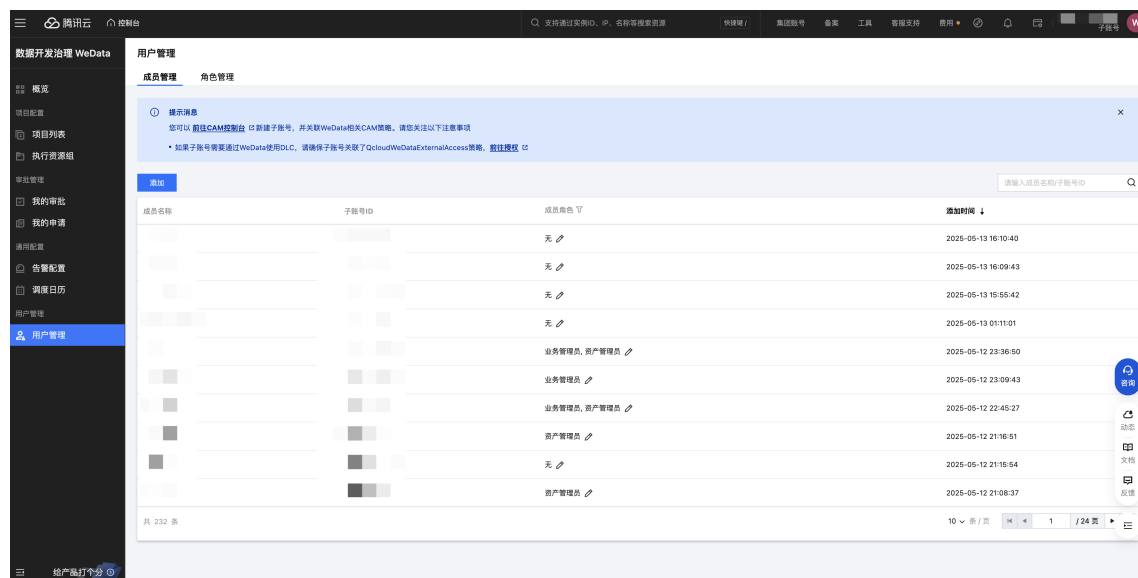 腾讯云 控制台 支持通过实例ID、IP、名称等搜索资源 快捷键 / 集团账号 备案 工具 客服支持 费用 子账号 W
数据开发治理 WeData
概览
项目配置
项目列表
执行资源组
审批管理
我的审批
我的申请
通用配置
告警配置
调度日历
用户管理
用户管理
给产品打个分
用户管理
成员管理 角色管理
提示消息
您可以 前往CAM控制台 新建子账号，并关联WeData相关CAM策略。请您关注以下注意事项
• 如果子账号需要通过WeData使用DLC，请确保子账号关联了QcloudWeDataExternalAccess策略，前往授权
添加 请输入成员名称/子账号ID
成员名称 子账号ID 成员角色 添加时间 ↓
无 2025-05-13 16:10:40
无 2025-05-13 16:09:43
无 2025-05-13 15:55:42
无 2025-05-13 01:11:01
业务管理员, 资产管理员 2025-05-12 23:36:50
业务管理员 2025-05-12 23:09:43
业务管理员, 资产管理员 2025-05-12 22:45:27
资产管理员 2025-05-12 21:16:51
无 2025-05-12 21:15:54
资产管理员 2025-05-12 21:08:37
共 232 条 10 条 / 页 1 / 24 页
咨询
动态
文档
反馈